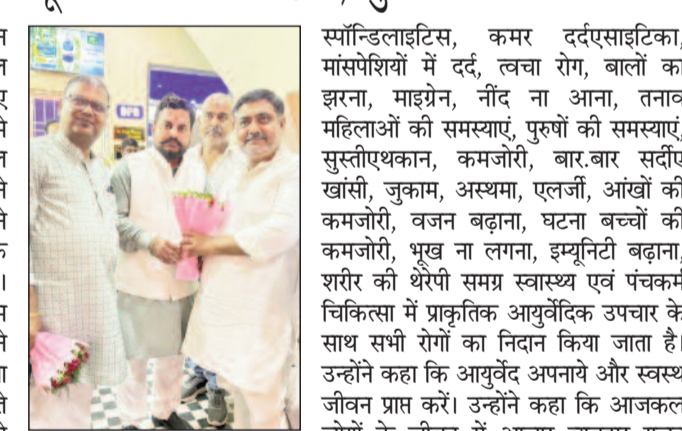 स्पॉन्डिलाइटिस, कमर दर्दएसाइटिका,
मांसपेशियों में दर्द, त्वचा रोग, बालों का
झरना, माइग्रेन, नींद ना आना, तनाव
महिलाओं की समस्याएं, पुरुषों की समस्याएं,
सुस्तीएथकान, कमजोरी, बार.बार सर्दीए
खांसी, जुकाम, अस्थमा, एलर्जी, आंखों की
कमजोरी, वजन बढ़ाना, घटना बच्चों की
कमजोरी, भूख ना लगना, इम्यूनिटी बढ़ाना,
शरीर की थेरेपी समग्र स्वास्थ्य एवं पंचकर्म
चिकित्सा में प्राकृतिक आयुर्वेदिक उपचार के
साथ सभी रोगों का निदान किया जाता है।
उन्होंने कहा कि आयुर्वेद अपनाये और स्वस्थ
जीवन प्राप्त करें। उन्होंने कहा कि आजकल
OPD